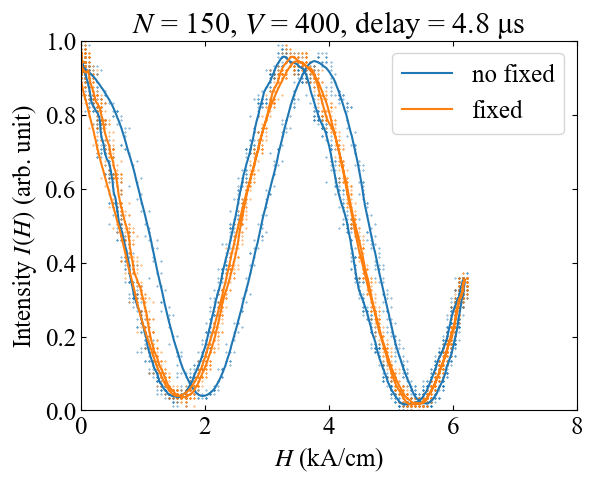 N = 150, V = 400, delay = 4.8 μs
Intensity I(H) (arb. unit)
1.0
0.8
0.6
0.4
0.2
0.0
no fixed
fixed
0 2 4 6 8
H (kA/cm)